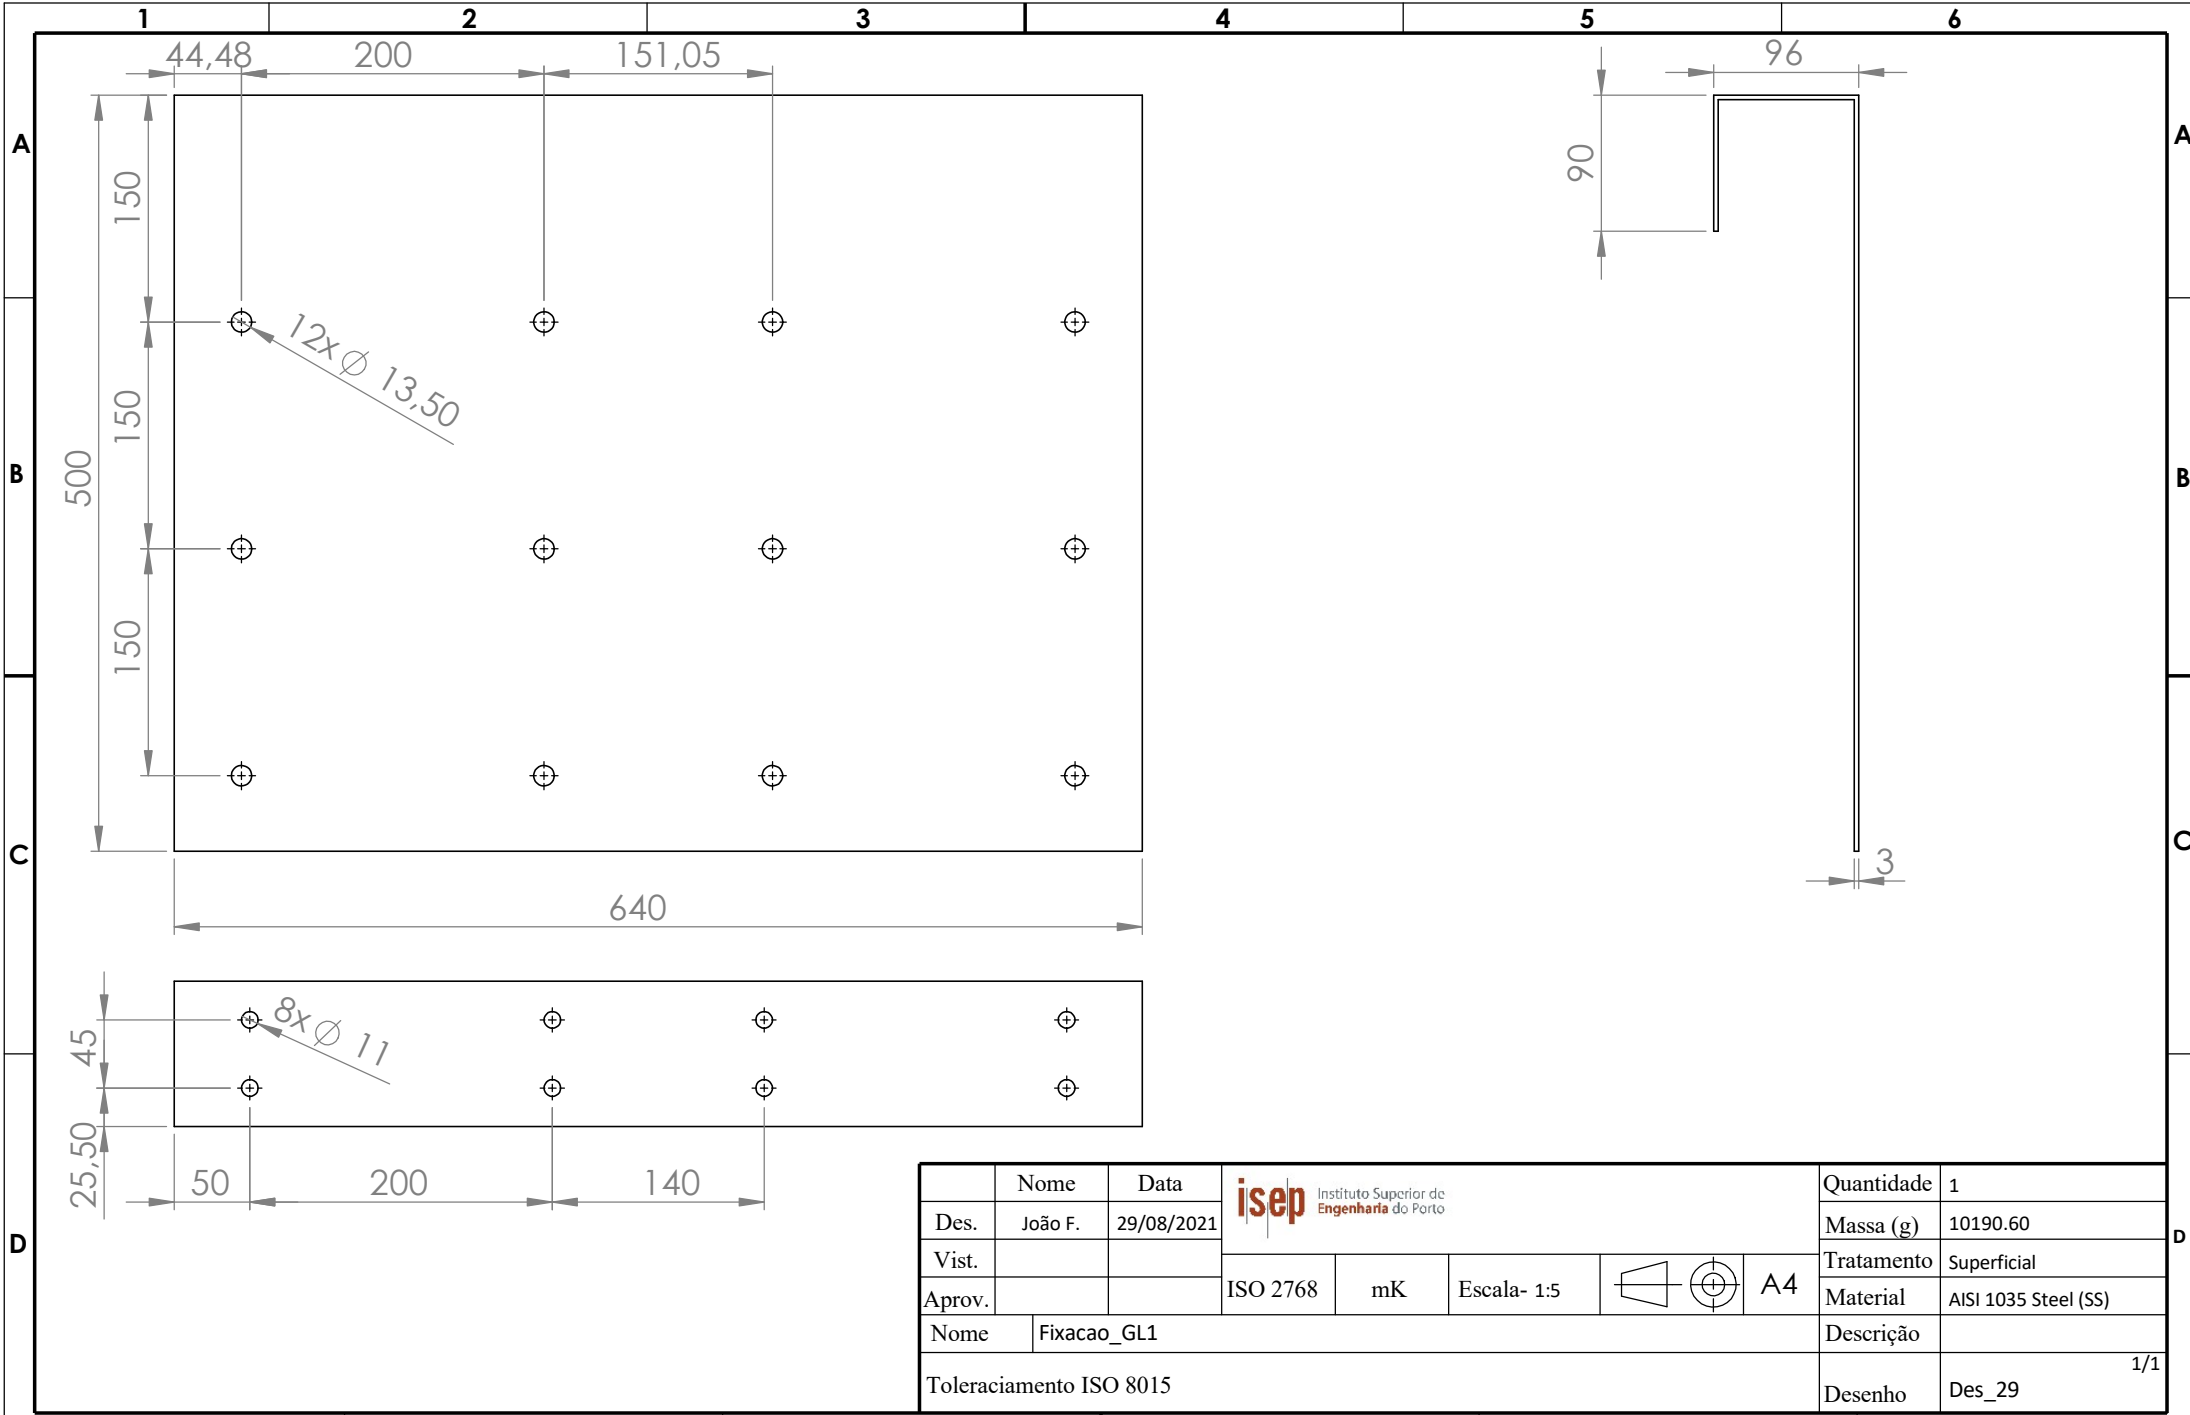 1 2 3 4 5 6
44,48 200 151,05 96
A A
150
90
12x Ø 13,50
150
500
B B
150
C C
3
640
8x Ø 11
45
25,50
50 200 140
D D
Nome Data
isep Instituto Superior de
Engenharia do Porto
Quantidade 1
Des. João F. 29/08/2021
Massa (g) 10190.60
Vist.
Tratamento Superficial
Aprov.
ISO 2768 mK Escala- 1:5 A4
Material AISI 1035 Steel (SS)
Nome Fixacao_GL1
Descrição
Toleraciamento ISO 8015
1/1
Desenho Des_29